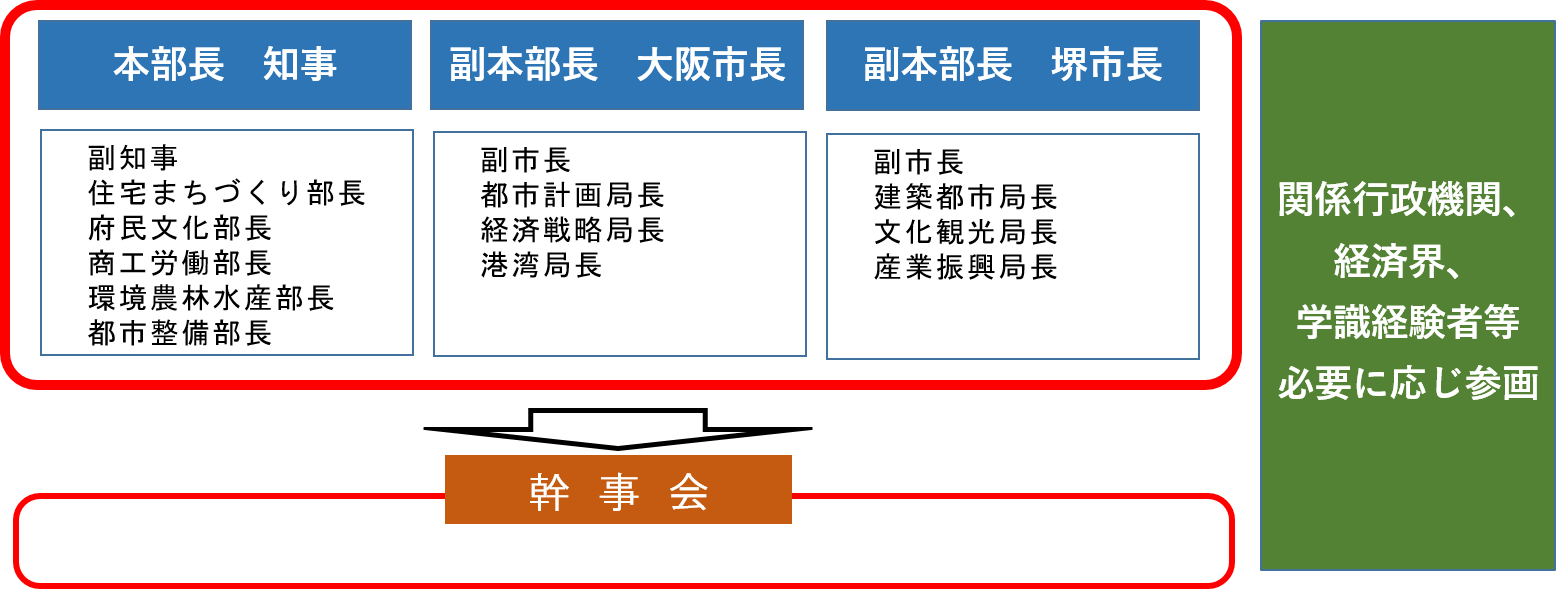 本部長　知事
副知事
住宅まちづくり部長
府民文化部長
商工労働部長
環境農林水産部長
都市整備部長
副本部長　大阪市長
副市長
都市計画局長
経済戦略局長
港湾局長
副本部長　堺市長
副市長
建築都市局長
文化観光局長
産業振興局長
関係行政機関、
経済界、
学識経験者等
必要に応じ参画
幹 事 会